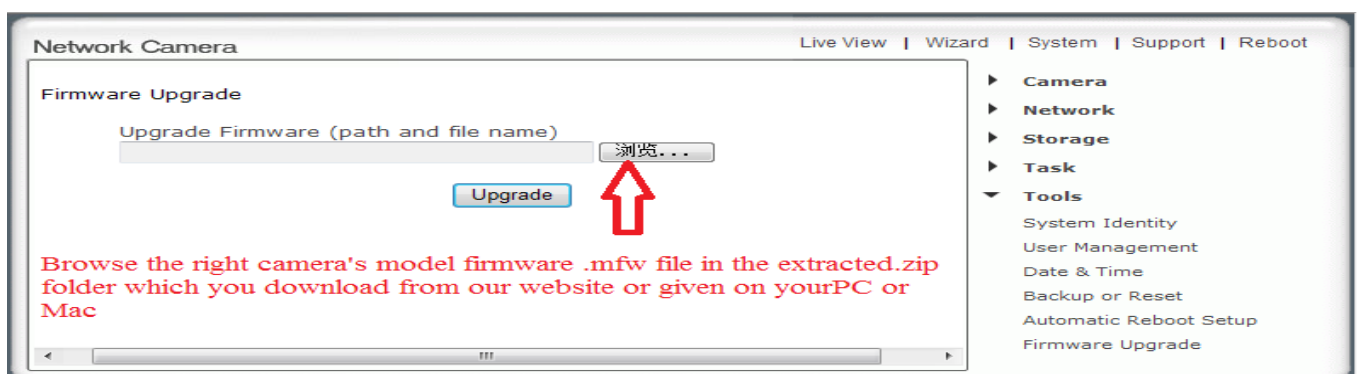 Network Camera
Live View | Wizard | System | Support | Reboot
Firmware Upgrade
Upgrade Firmware (path and file name)
浏览...
Upgrade
Browse the right camera's model firmware .mfw file in the extracted.zip
folder which you download from our website or given on yourPC or
Mac
Camera
Network
Storage
Task
Tools
System Identity
User Management
Date & Time
Backup or Reset
Automatic Reboot Setup
Firmware Upgrade